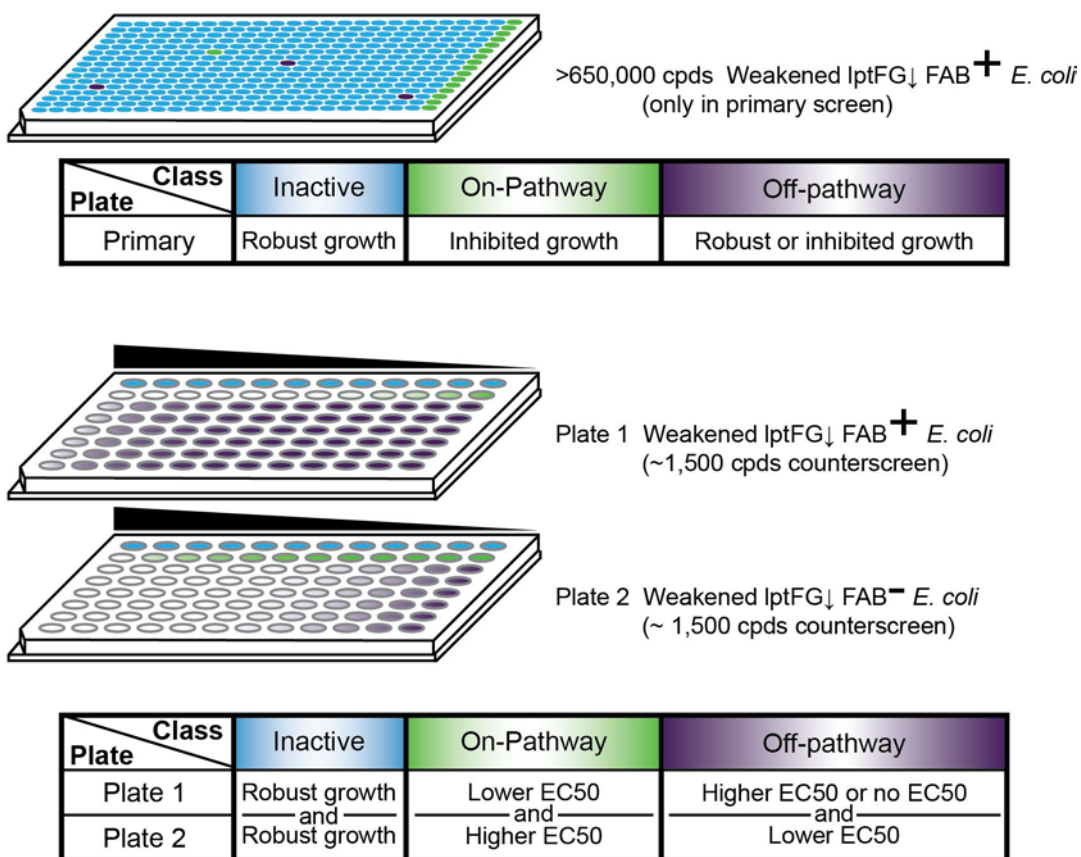 >650,000 cpds Weakened lptFG↓ FAB+ E. coli
(only in primary screen)
Class
Plate
Inactive
On-Pathway
Off-pathway
Primary
Robust growth
Inhibited growth
Robust or inhibited growth
Plate 1 Weakened lptFG↓ FAB+ E. coli
(~1,500 cpds counterscreen)
Plate 2 Weakened lptFG↓ FAB- E. coli
(~ 1,500 cpds counterscreen)
Class
Plate
Inactive
On-Pathway
Off-pathway
Plate 1
Robust growth
Lower EC50
Higher EC50 or no EC50
and
and
and
Plate 2
Robust growth
Higher EC50
Lower EC50